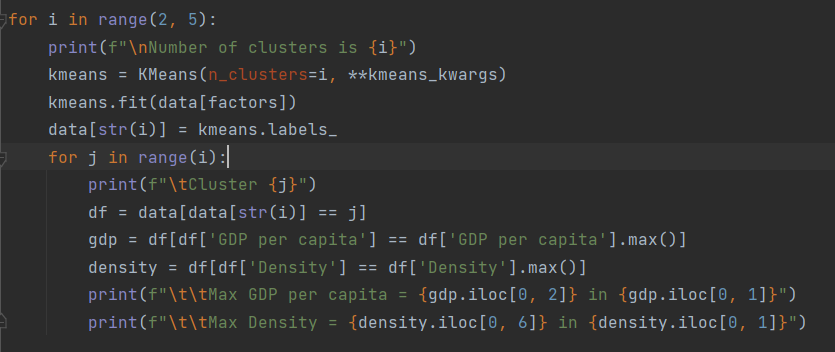 for i in range(2, 5):
    print(f"\nNumber of clusters is {i}")
    kmeans = KMeans(n_clusters=i, **kmeans_kwargs)
    kmeans.fit(data[factors])
    data[str(i)] = kmeans.labels_
    for j in range(i):
        print(f"\tCluster {j}")
        df = data[data[str(i)] == j]
        gdp = df[df['GDP per capita'] == df['GDP per capita'].max()]
        density = df[df['Density'] == df['Density'].max()]
        print(f"\t\tMax GDP per capita = {gdp.iloc[0, 2]} in {gdp.iloc[0, 1]}")
        print(f"\t\tMax Density = {density.iloc[0, 6]} in {density.iloc[0, 1]}")